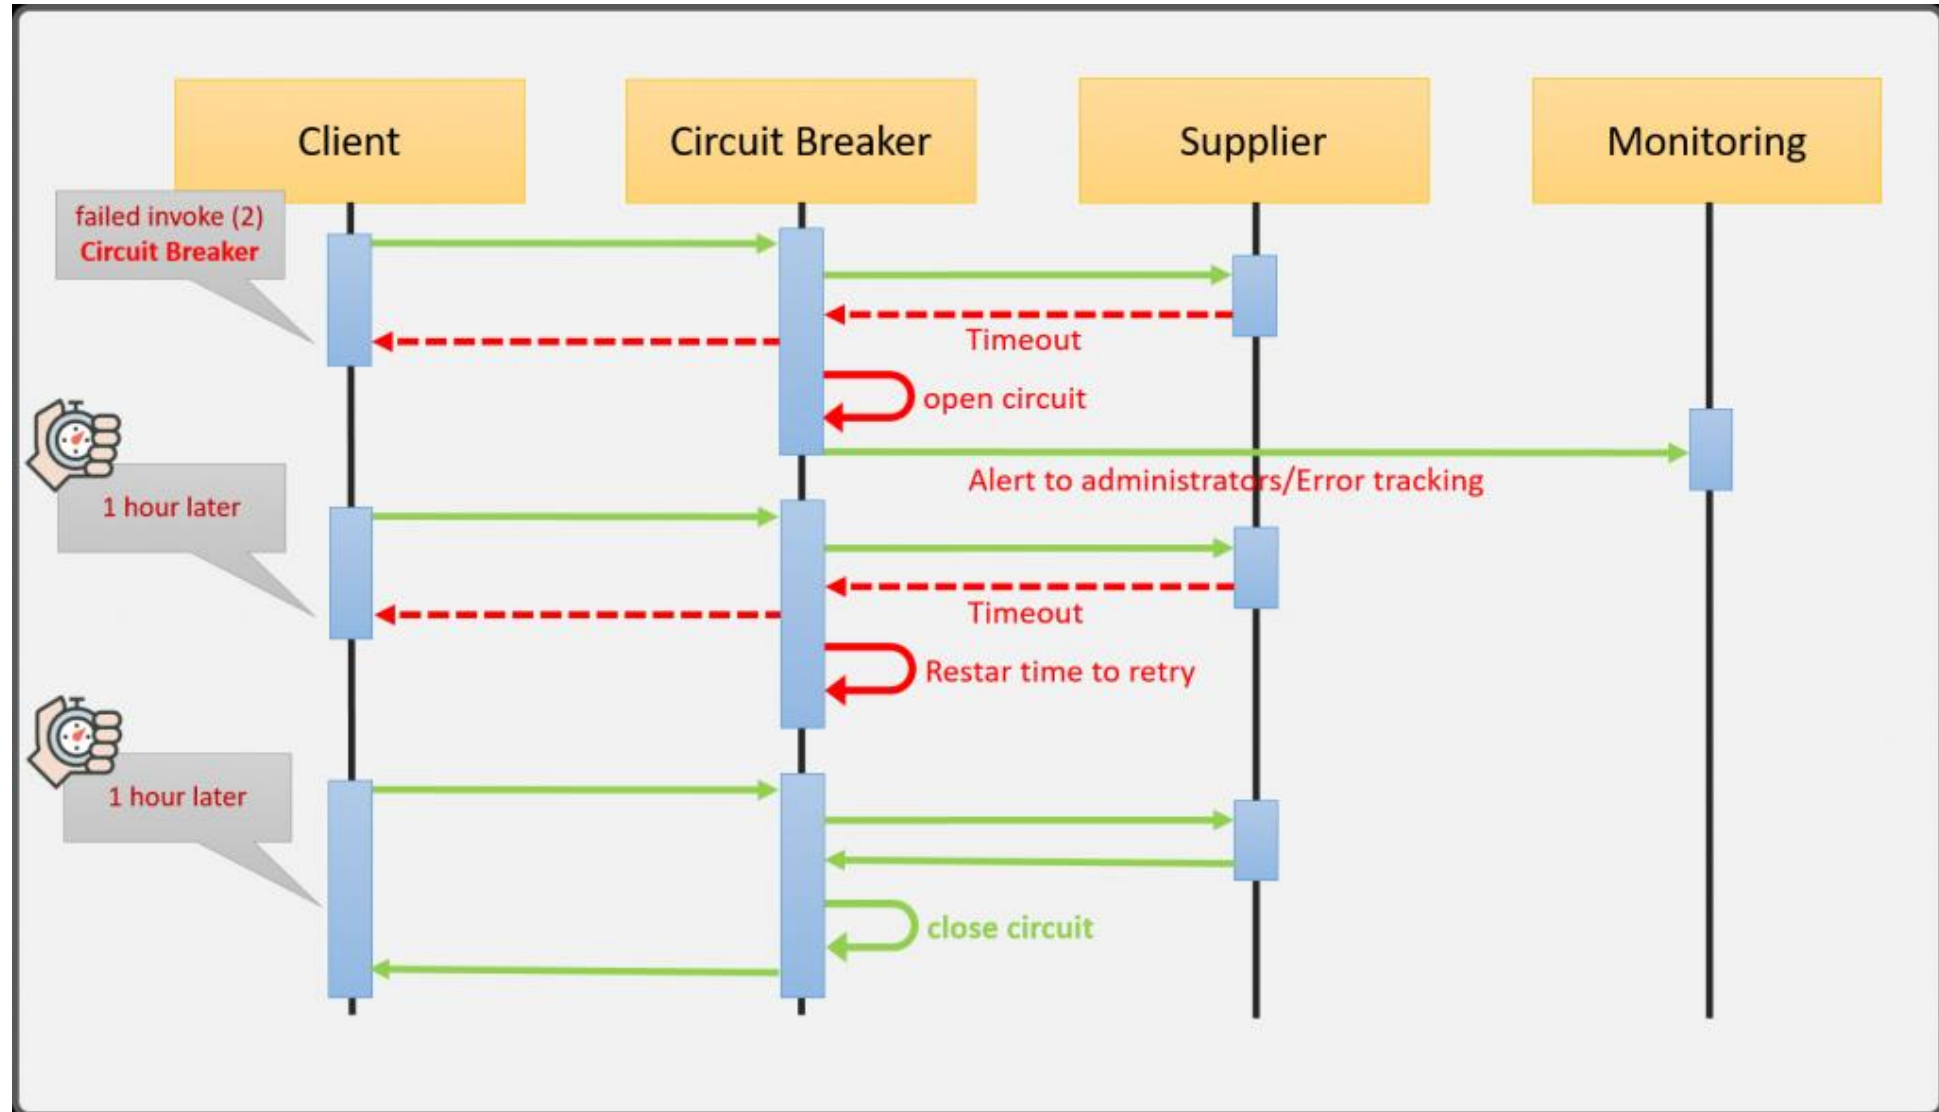 Client
Circuit Breaker
Supplier
Monitoring
failed invoke (2)
Circuit Breaker
Timeout
open circuit
Alert to administrators/Error tracking
1 hour later
Timeout
Restar time to retry
1 hour later
close circuit